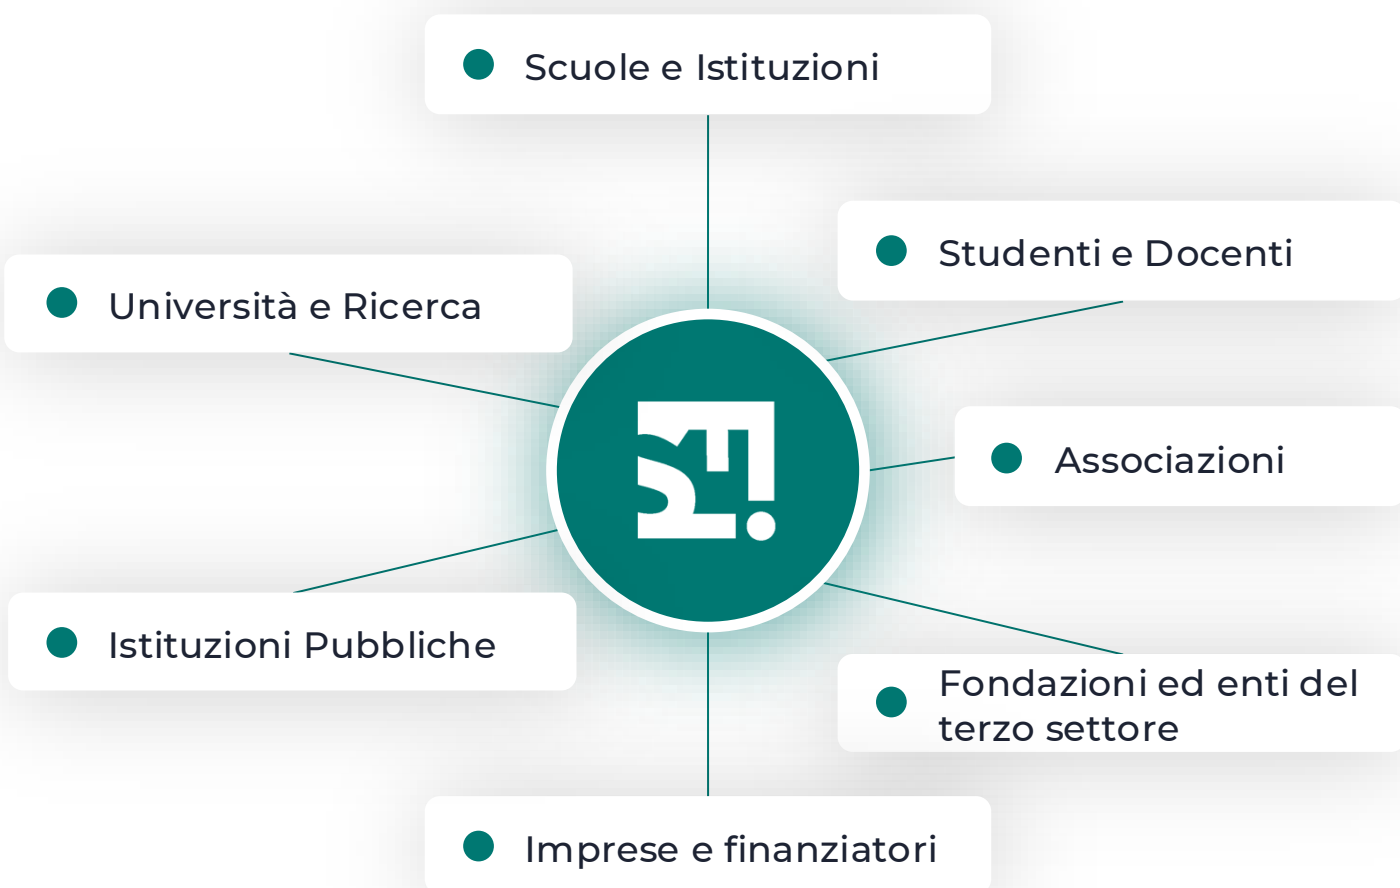 Scuole e Istituzioni
Studenti e Docenti
Università e Ricerca
Associazioni
Istituzioni Pubbliche
Fondazioni ed enti del
terzo settore
Imprese e finanziatori